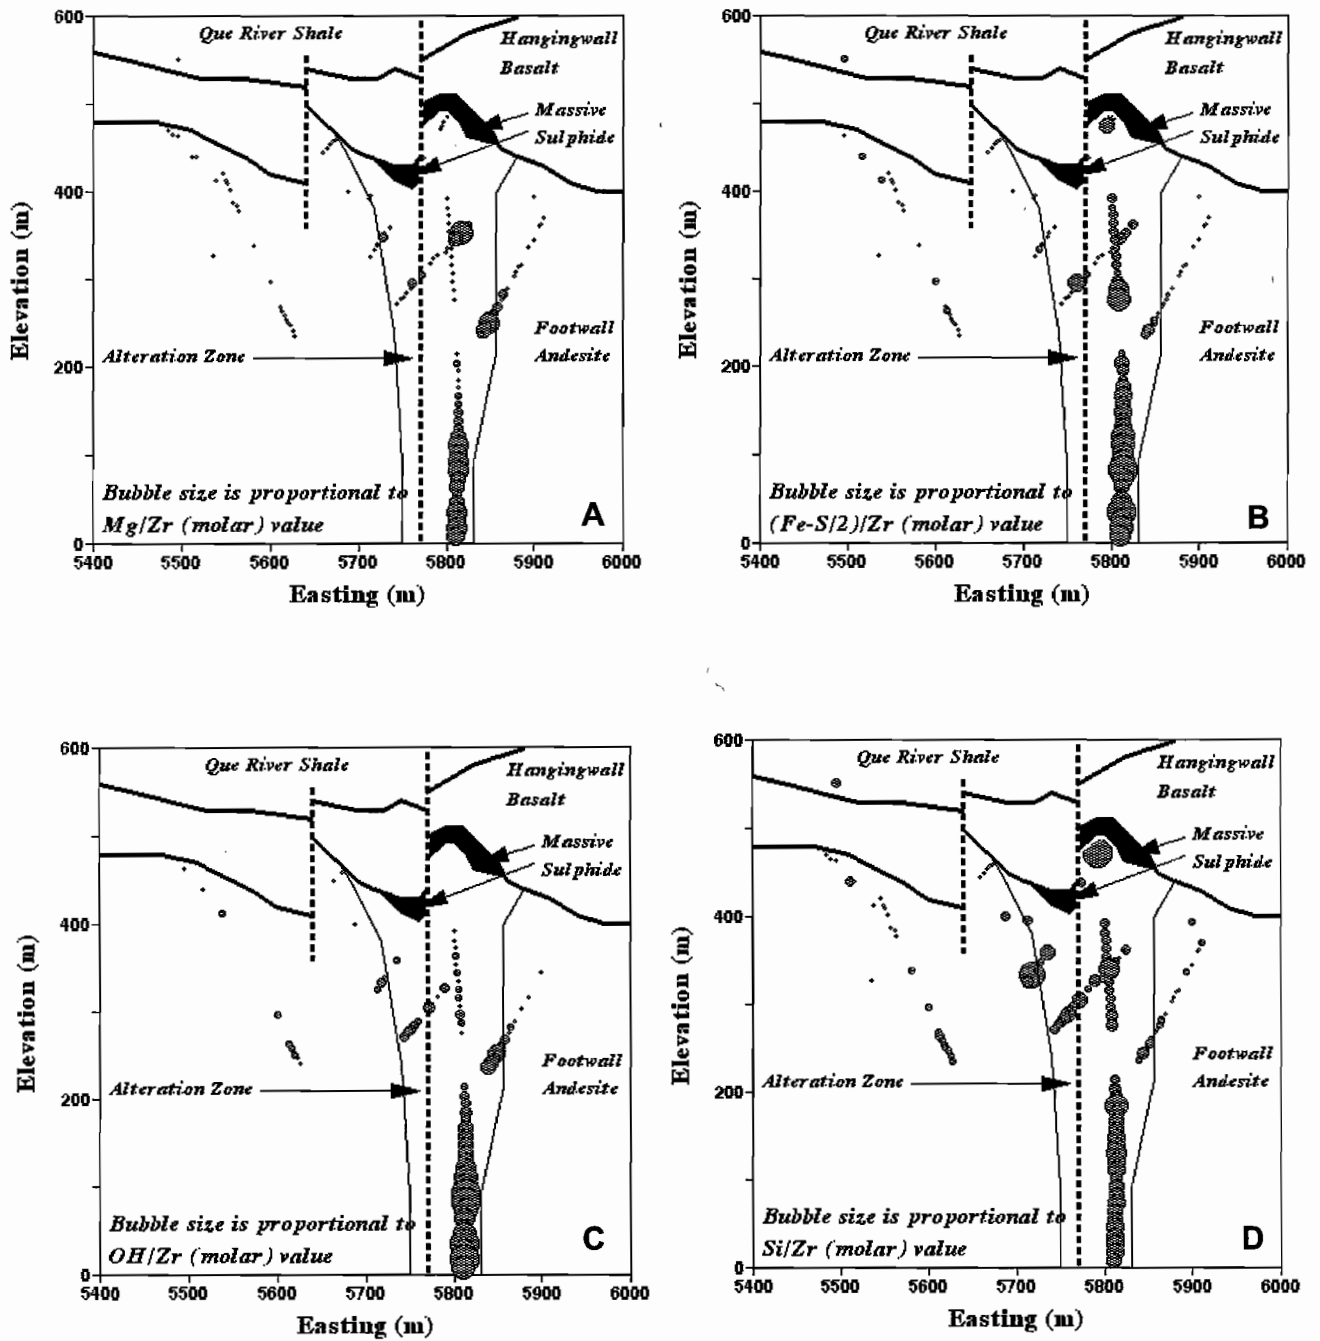 600
Que River Shale
Hangingwall
Basalt
Massive
Sulphide
400
Elevation (m)
Footwall
Andesite
Alteration Zone
200
Bubble size is proportional to
Mg/Zr (molar) value
A
0
5400 5500 5600 5700 5800 5900 6000
Easting (m)
600
Que River Shale
Hangingwall
Basalt
Massive
Sulphide
400
Elevation (m)
Footwall
Andesite
Alteration Zone
200
Bubble size is proportional to
(Fe-S/2)/Zr (molar) value
B
0
5400 5500 5600 5700 5800 5900 6000
Easting (m)
600
Que River Shale
Hangingwall
Basalt
Massive
Sulphide
400
Elevation (m)
Footwall
Andesite
Alteration Zone
200
Bubble size is proportional to
OH/Zr (molar) value
C
0
5400 5500 5600 5700 5800 5900 6000
Easting (m)
600
Que River Shale
Hangingwall
Basalt
Massive
Sulphide
400
Elevation (m)
Footwall
Andesite
Alteration Zone
200
Bubble size is proportional to
Si/Zr (molar) value
D
0
5400 5500 5600 5700 5800 5900 6000
Easting (m)